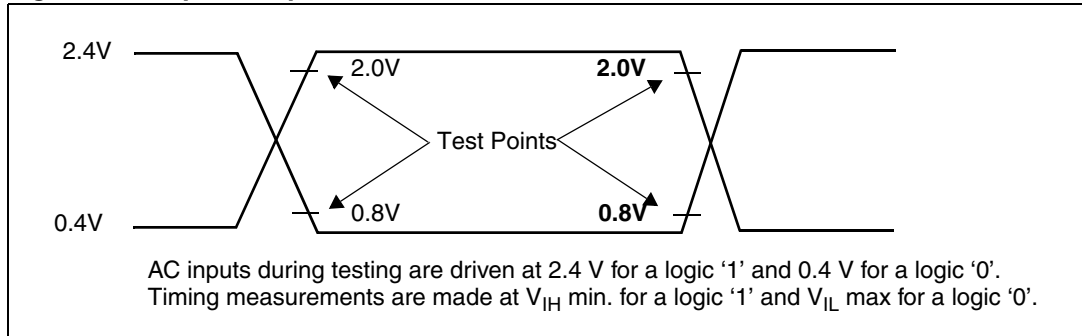 2.4V
2.0V
2.0V
Test Points
0.8V
0.8V
0.4V
AC inputs during testing are driven at 2.4 V for a logic ‘1’ and 0.4 V for a logic ‘0’.
Timing measurements are made at VIH min. for a logic ‘1’ and VIL max for a logic ‘0’.